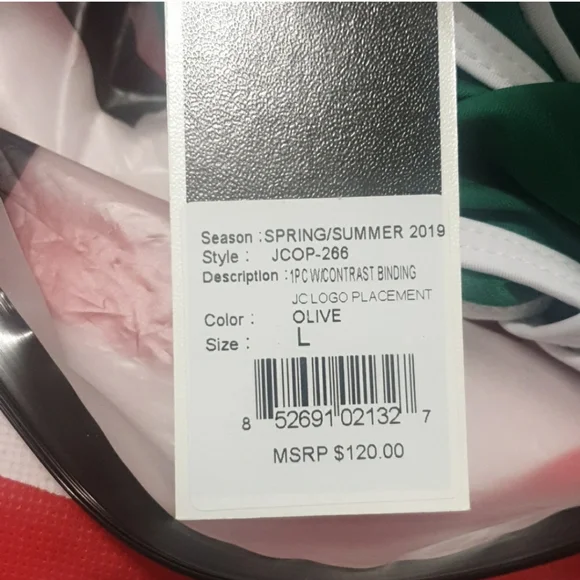 Season : SPRING/SUMMER 2019
Style : JCOP-266
Description : 1PC W/CONTRAST BINDING
JC LOGO PLACEMENT
Color : OLIVE
Size : L
8 52691 02132 7
MSRP $120.00